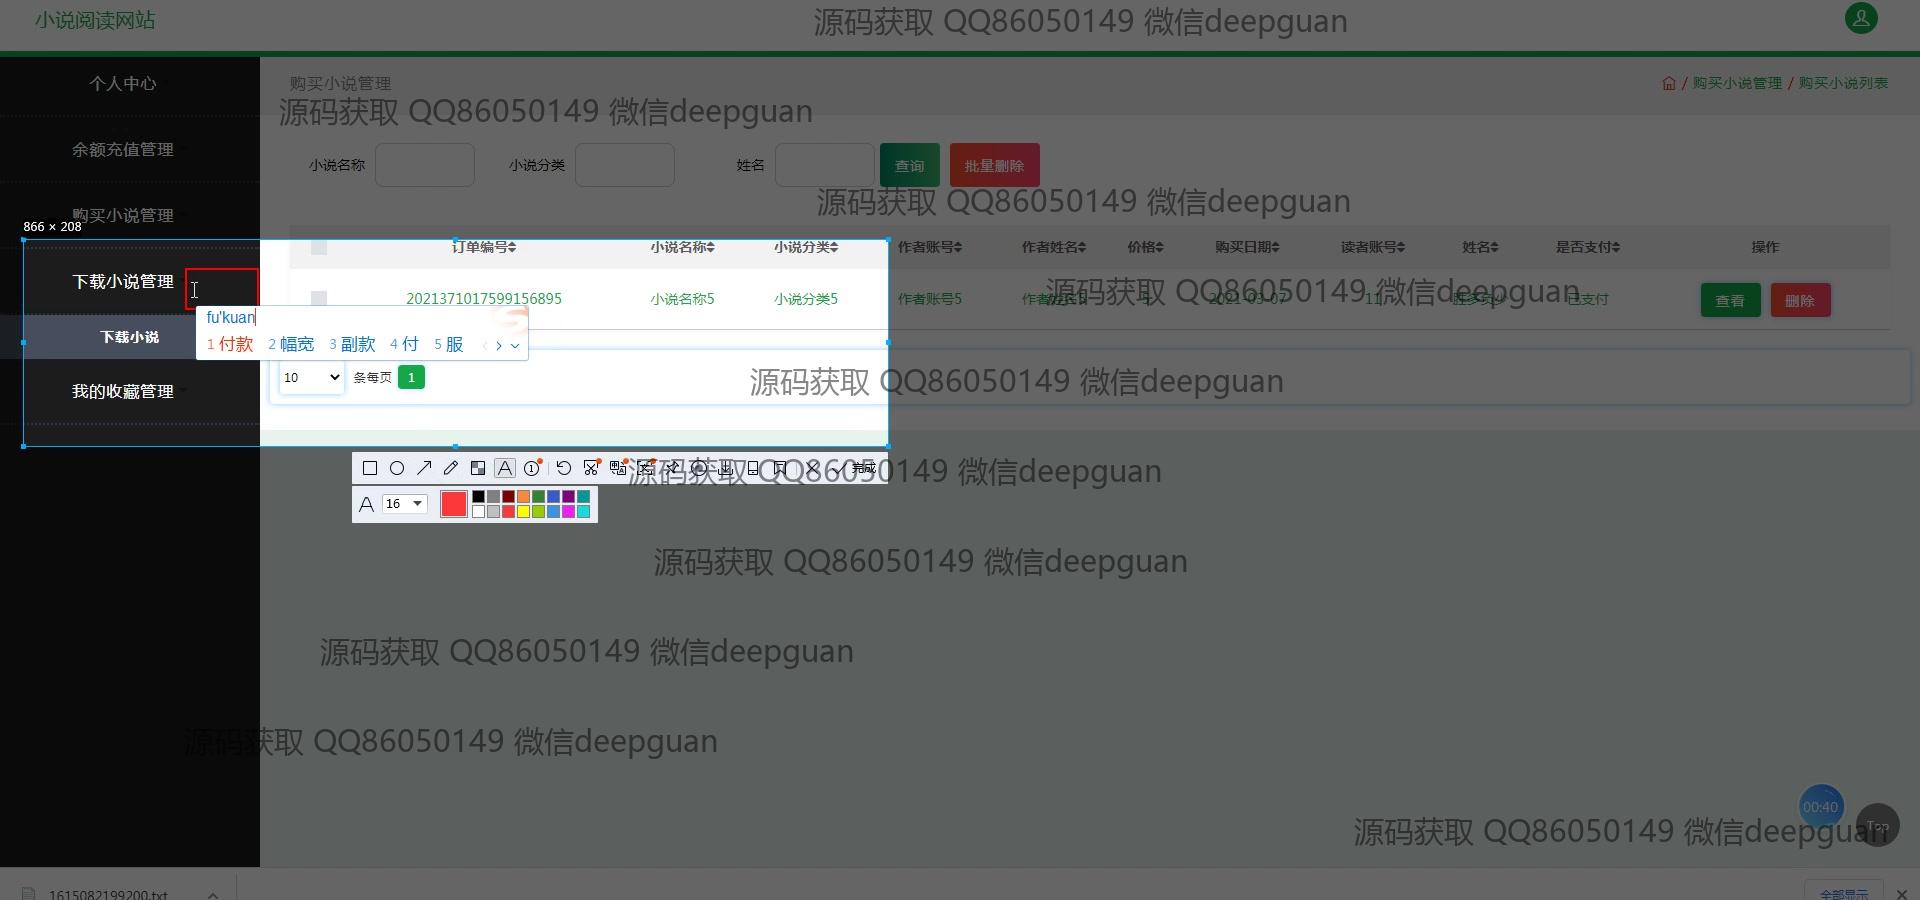 小说阅读网站
源码获取 QQ86050149 微信deepguan
个人中心
购买小说管理
/ 购买小说管理 / 购买小说列表
源码获取 QQ86050149 微信deepguan
余额充值管理
小说名称 小说分类 姓名 查询 批量删除
源码获取 QQ86050149 微信deepguan
购买小说管理
866 × 208
订单编号 小说名称 小说分类 作者账号 作者姓名 价格 购买日期 读者账号 姓名 是否支付 操作
下载小说管理
源码获取 QQ86050149 微信deepguan
2021371017599156895 小说名称5 小说分类5 作者账号5 2021-03-07 11 已支付 查看 删除
fu'kuan
下载小说
1 付款 2 幅宽 3 副款 4 付 5 服
10 条每页 1
源码获取 QQ86050149 微信deepguan
我的收藏管理
源码获取 QQ86050149 微信deepguan
完成
A 16
源码获取 QQ86050149 微信deepguan
源码获取 QQ86050149 微信deepguan
源码获取 QQ86050149 微信deepguan
00:40
Top
源码获取 QQ86050149 微信deepguan
1615082199200.txt
全部显示